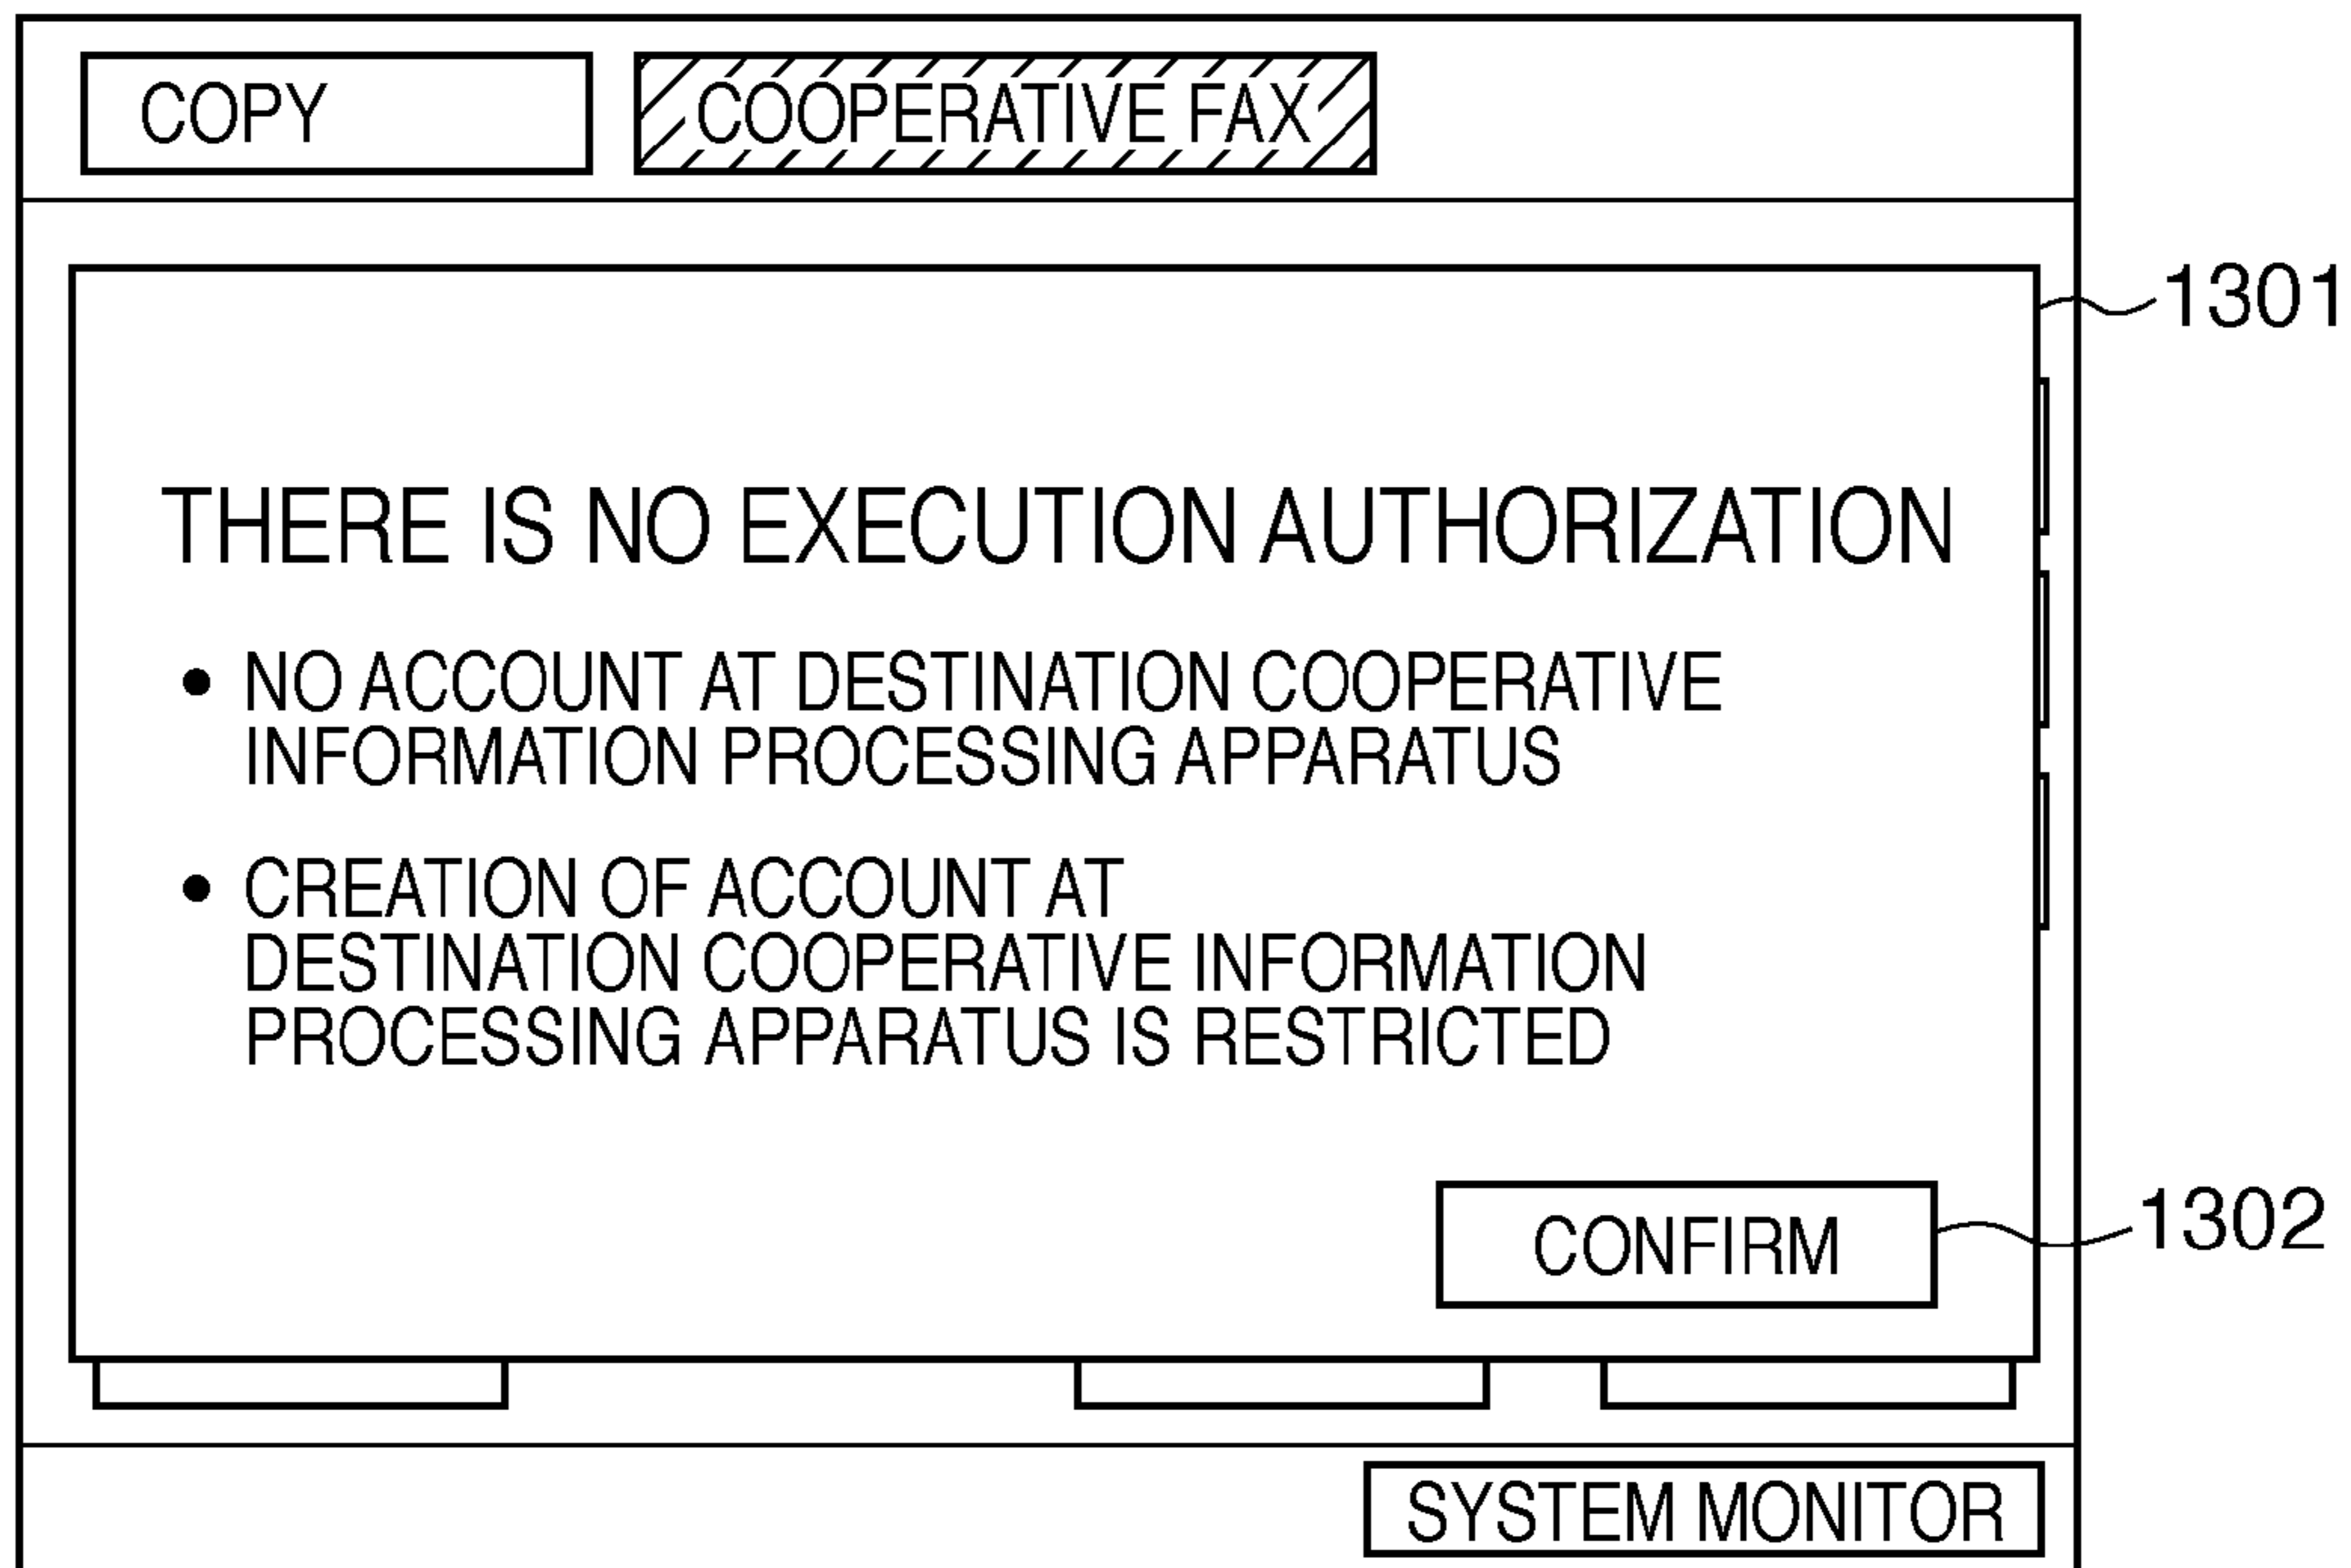 COPY
COOPERATIVE FAX
1301
THERE IS NO EXECUTION AUTHORIZATION
• NO ACCOUNT AT DESTINATION COOPERATIVE
INFORMATION PROCESSING APPARATUS
• CREATION OF ACCOUNT AT
DESTINATION COOPERATIVE INFORMATION
PROCESSING APPARATUS IS RESTRICTED
CONFIRM
1302
SYSTEM MONITOR